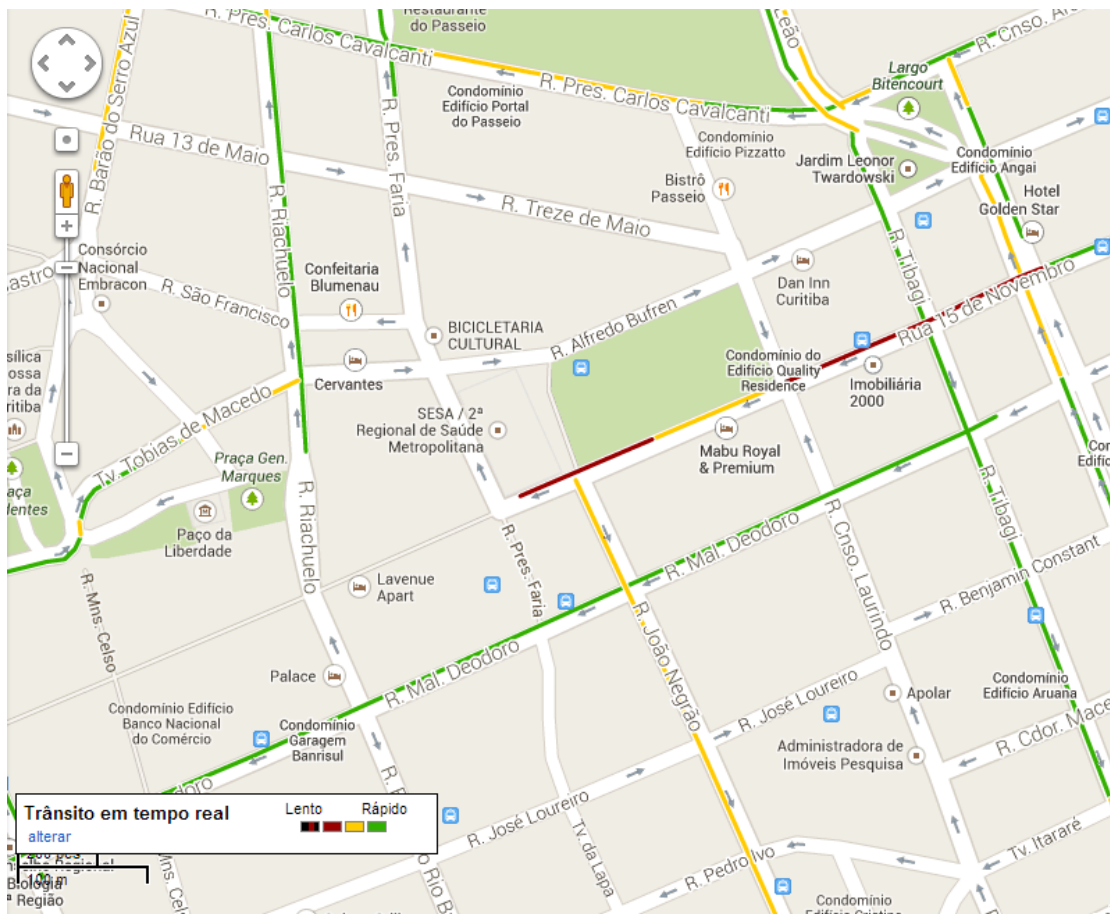 Restaurante
do Passeio
R. Pres. Carlos Cavalcanti
R. Barão do Serro Azul
Leão
R. Cnso.
Largo
Bitencourt
R. Pres. Carlos Cavalcanti
Condomínio
Edifício Portal
do Passeio
R. Pres. Faria
Rua 13 de Maio
Condomínio
Edifício Pizzatto
Jardim Leonor
Twardowski
Condomínio
Edifício Angai
Bistrô
Passeio
Hotel
Golden Star
R. Riachuelo
R. Treze de Maio
R. Tibagi
Consórcio
Nacional
Embracon
Confeitaria
Blumenau
Dan Inn
Curitiba
R. São Francisco
Rua 15 de Novembro
BICICLETARIA
CULTURAL
R. Alfredo Bufren
Cervantes
Condomínio do
Edifício Quality
Residence
Imobiliária
2000
Tv. Tobias de Macedo
SESA / 2ª
Regional de Saúde
Metropolitana
Mabu Royal
& Premium
Praça Gen.
Marques
R. Riachuelo
R. Tibagi
Paço da
Liberdade
R. Pres. Faria
R. Mal. Deodoro
R. Cnso. Laurindo
R. Benjamin Constant
R. Mns. Celso
Lavenue
Apart
R. João Negrão
Palace
R. Mal. Deodoro
Condomínio
Edifício Aruana
R. José Loureiro
Apolar
Condomínio Edifício
Banco Nacional
do Comércio
Condomínio
Garagem
Banrisul
R. Cdor. Mace
Administradora de
Imóveis Pesquisa
Trânsito em tempo real
Lento
Rápido
alterar
R. José Loureiro
Tv. da Lapa
Tv. Itararé
R. Pedro Ivo
100 m
Biologia
ª Região
Mns. Celso
Rio B
Condomínio